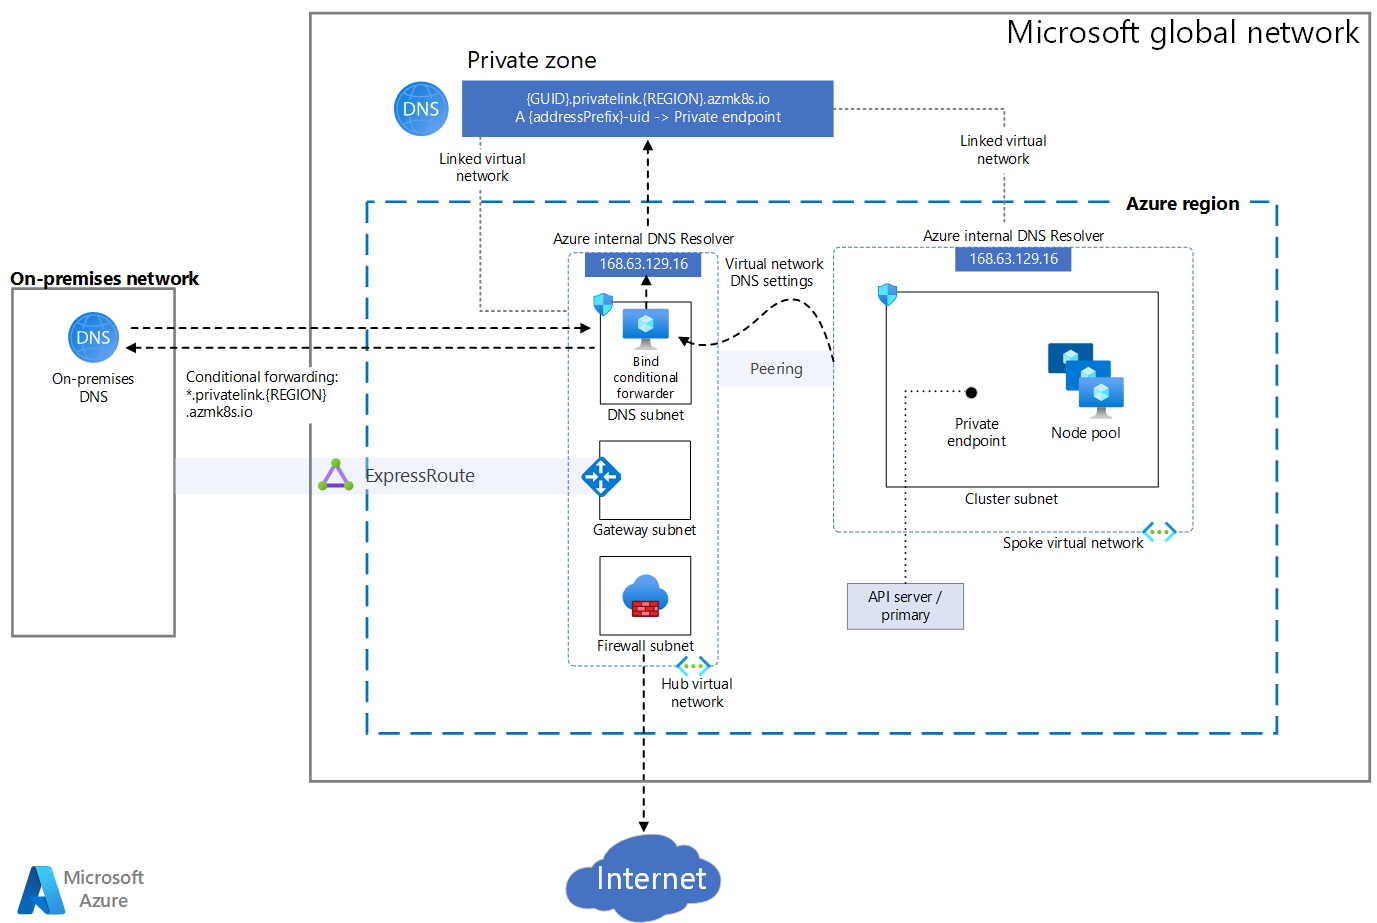 Microsoft global network
Private zone
DNS
{GUID}.privatelink.{REGION}.azmk8s.io
A {addressPrefix}-uid -> Private endpoint
Linked virtual
network
Linked virtual
network
Azure region
Azure internal DNS Resolver
168.63.129.16
Azure internal DNS Resolver
168.63.129.16
Virtual network
DNS settings
On-premises network
DNS
On-premises
DNS
Conditional forwarding:
*.privatelink.{REGION}
.azmk8s.io
Bind
conditional
forwarder
DNS subnet
Peering
Private
endpoint
Node pool
Cluster subnet
ExpressRoute
Gateway subnet
Spoke virtual network
API server /
primary
Firewall subnet
Hub virtual
network
Internet
Microsoft
Azure